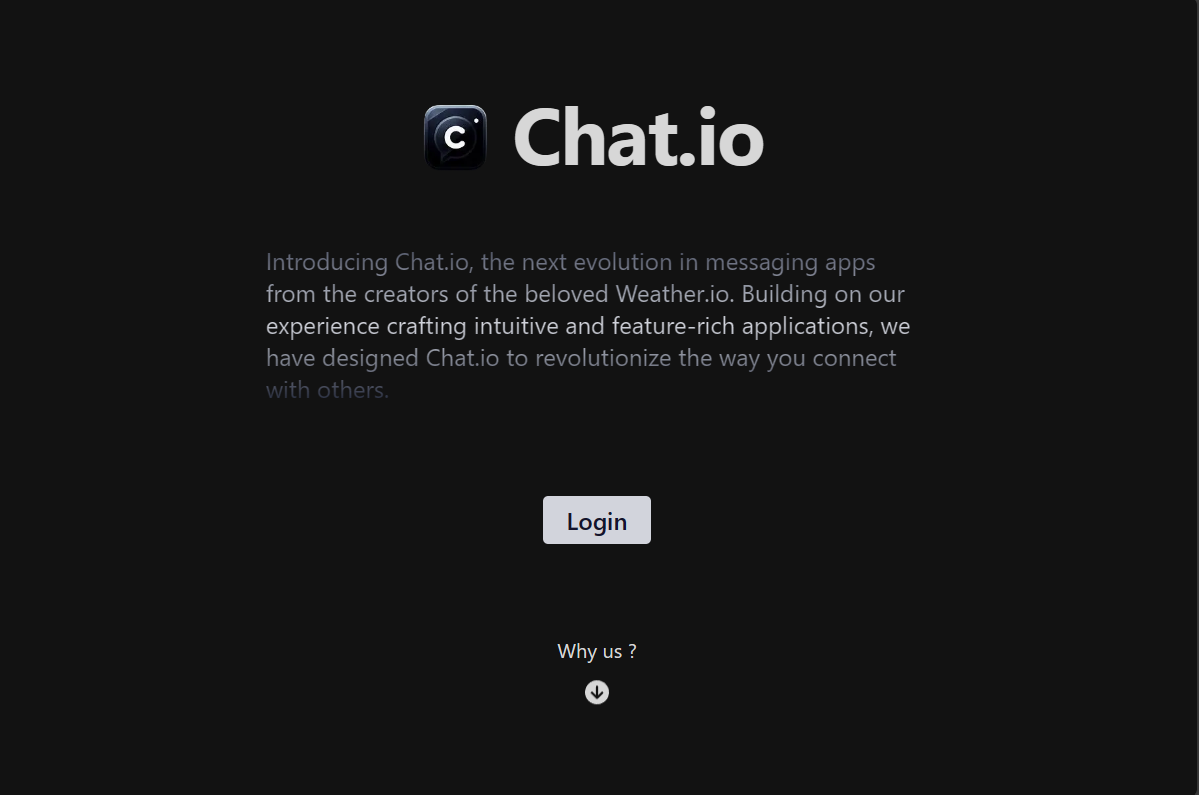 C
Chat.io
Introducing Chat.io, the next evolution in messaging apps
from the creators of the beloved Weather.io. Building on our
experience crafting intuitive and feature-rich applications, we
have designed Chat.io to revolutionize the way you connect
with others.
Login
Why us ?